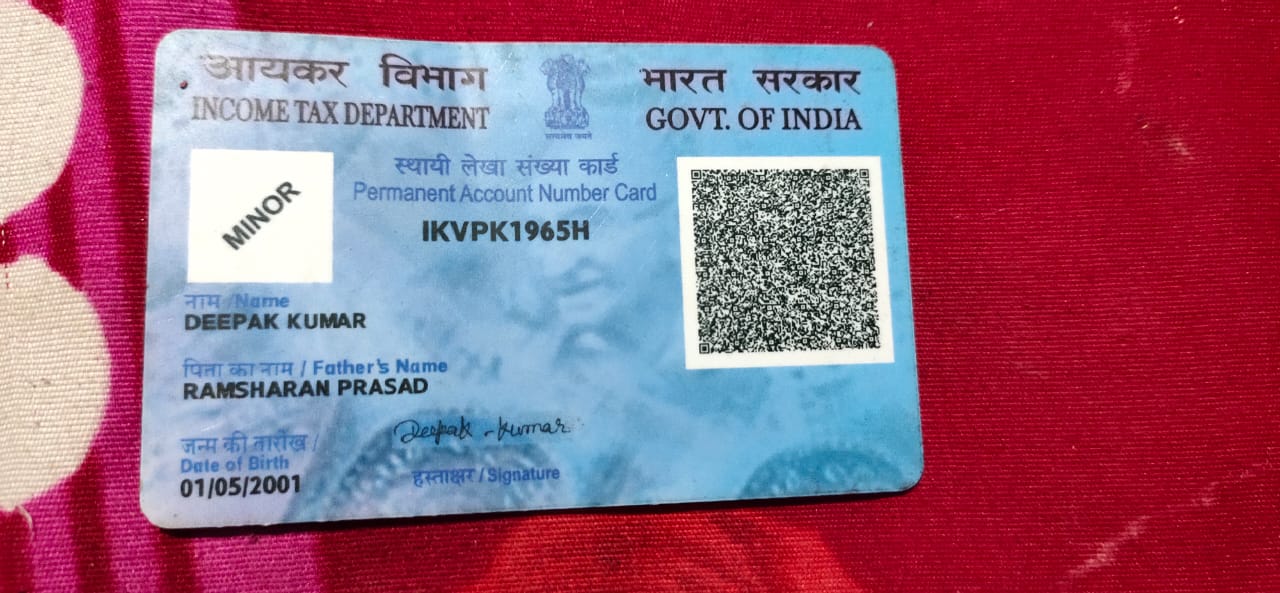 आयकर विभाग
INCOME TAX DEPARTMENT
सत्यमेव जयते
भारत सरकार
GOVT. OF INDIA
MINOR
स्थायी लेखा संख्या कार्ड
Permanent Account Number Card
IKVPK1965H
नाम /Name
DEEPAK KUMAR
पिता का नाम / Father's Name
RAMSHARAN PRASAD
जन्म की तारीख /
Date of Birth
01/05/2001
Deepak Kumar
हस्ताक्षर / Signature